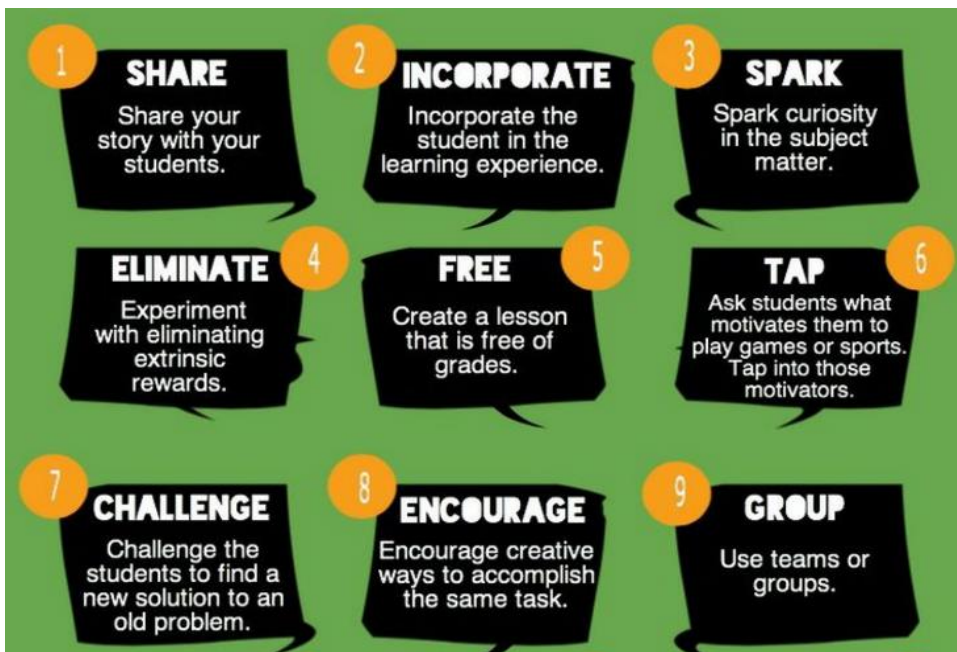 1
SHARE
Share your
story with your
students.
2
INCORPORATE
Incorporate the
student in the
learning experience.
3
SPARK
Spark curiosity
in the subject
matter.
4
ELIMINATE
Experiment
with eliminating
extrinsic
rewards.
5
FREE
Create a lesson
that is free of
grades.
6
TAP
Ask students what
motivates them to
play games or sports.
Tap into those
motivators.
7
CHALLENGE
Challenge the
students to find a
new solution to an
old problem.
8
ENCOURAGE
Encourage creative
ways to accomplish
the same task.
9
GROUP
Use teams or
groups.